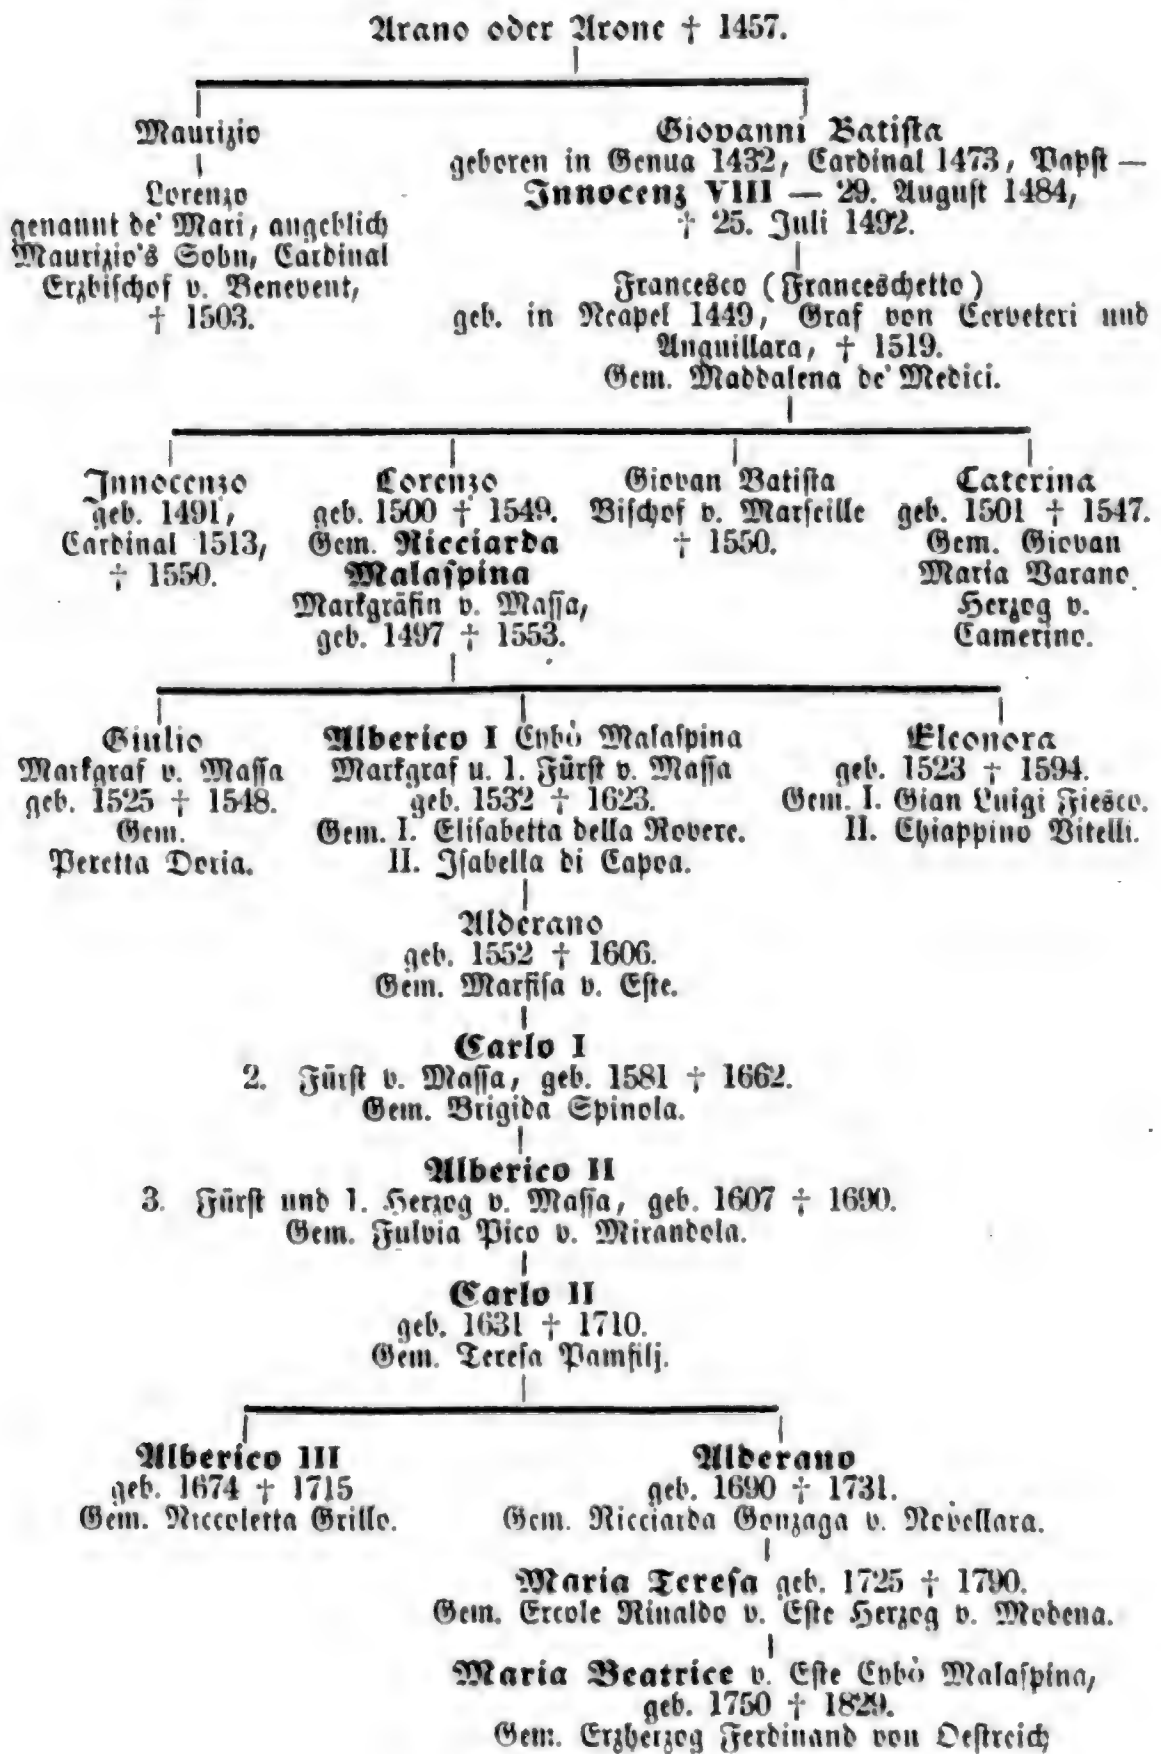 Arano oder Arone † 1457.
Maurizio
Lorenzo
genannt de' Mari, angeblich
Maurizio's Sohn, Cardinal
Erzbischof v. Benevent,
† 1503.
Giovanni Batista
geboren in Genua 1432, Cardinal 1473, Papst —
Innocenz VIII — 29. August 1484,
† 25. Juli 1492.
Francesco (Franceschetto)
geb. in Neapel 1449, Graf von Cerveteri und
Anguillara, † 1519.
Gem. Maddalena de' Medici.
Innocenzo
geb. 1491,
Cardinal 1513,
† 1550.
Lorenzo
geb. 1500 † 1549.
Gem. Ricciarda
Malaspina
Markgräfin v. Massa,
geb. 1497 † 1553.
Giovan Batista
Bischof v. Marseille
† 1550.
Caterina
geb. 1501 † 1547.
Gem. Giovan
Maria Varano
Herzog v.
Camerino.
Giulio
Markgraf v. Massa
geb. 1525 † 1548.
Gem.
Peretta Doria.
Alberico I Cybò Malaspina
Markgraf u. 1. Fürst v. Massa
geb. 1532 † 1623.
Gem. I. Elisabetta della Rovere.
II. Isabella di Capoa.
Eleonora
geb. 1523 † 1594.
Gem. I. Gian Luigi Fiesco.
II. Chiappino Vitelli.
Alderano
geb. 1552 † 1606.
Gem. Marfisa v. Este.
Carlo I
2. Fürst v. Massa, geb. 1581 † 1662.
Gem. Brigida Spinola.
Alberico II
3. Fürst und 1. Herzog v. Massa, geb. 1607 † 1690.
Gem. Fulvia Pico v. Mirandola.
Carlo II
geb. 1631 † 1710.
Gem. Teresa Pamfilj.
Alberico III
geb. 1674 † 1715
Gem. Niccoletta Grillo.
Alderano
geb. 1690 † 1731.
Gem. Ricciarda Gonzaga v. Novellara.
Maria Teresa geb. 1725 † 1790.
Gem. Ercole Rinaldo v. Este Herzog v. Modena.
Maria Beatrice v. Este Cybò Malaspina,
geb. 1750 † 1829.
Gem. Erzherzog Ferdinand von Oestreich